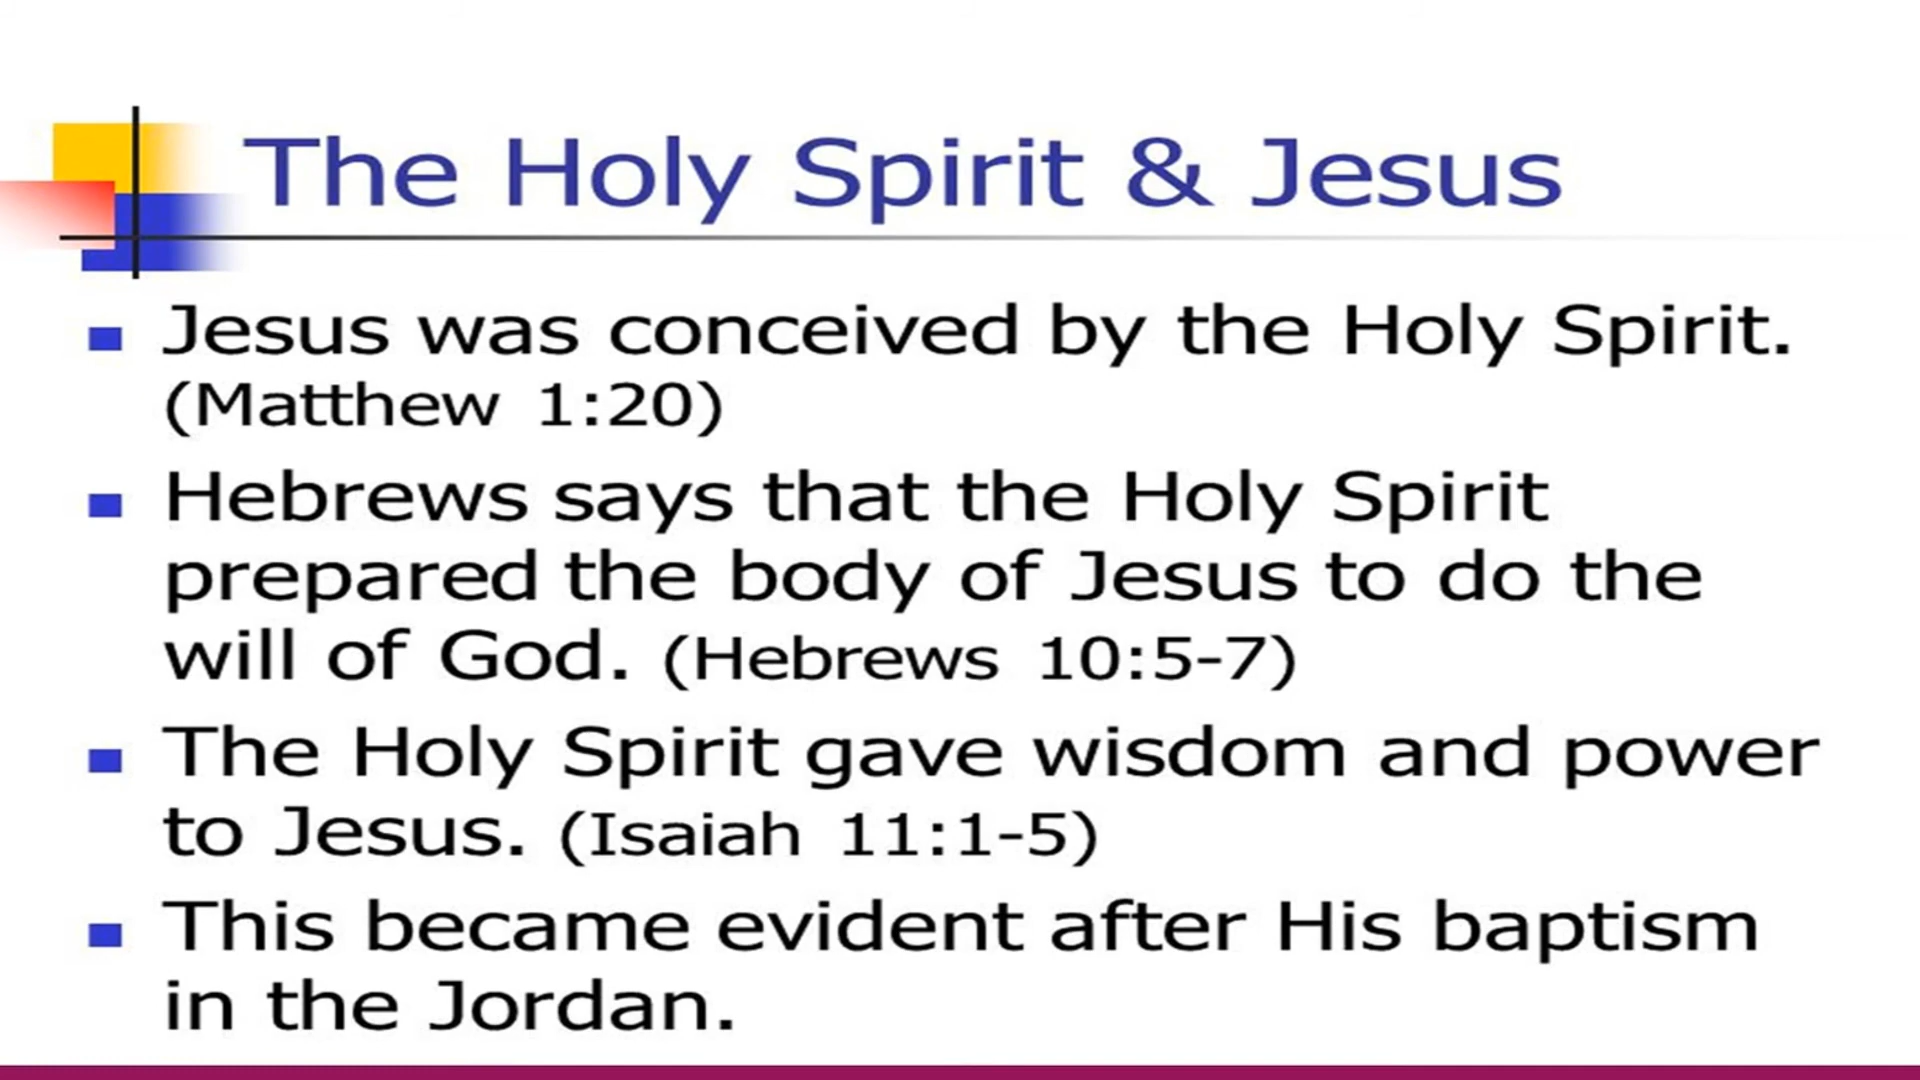 The Holy Spirit & Jesus
Jesus was conceived by the Holy Spirit.
(Matthew 1:20)
Hebrews says that the Holy Spirit
prepared the body of Jesus to do the
will of God. (Hebrews 10:5-7)
The Holy Spirit gave wisdom and power
to Jesus. (Isaiah 11:1-5)
This became evident after His baptism
in the Jordan.